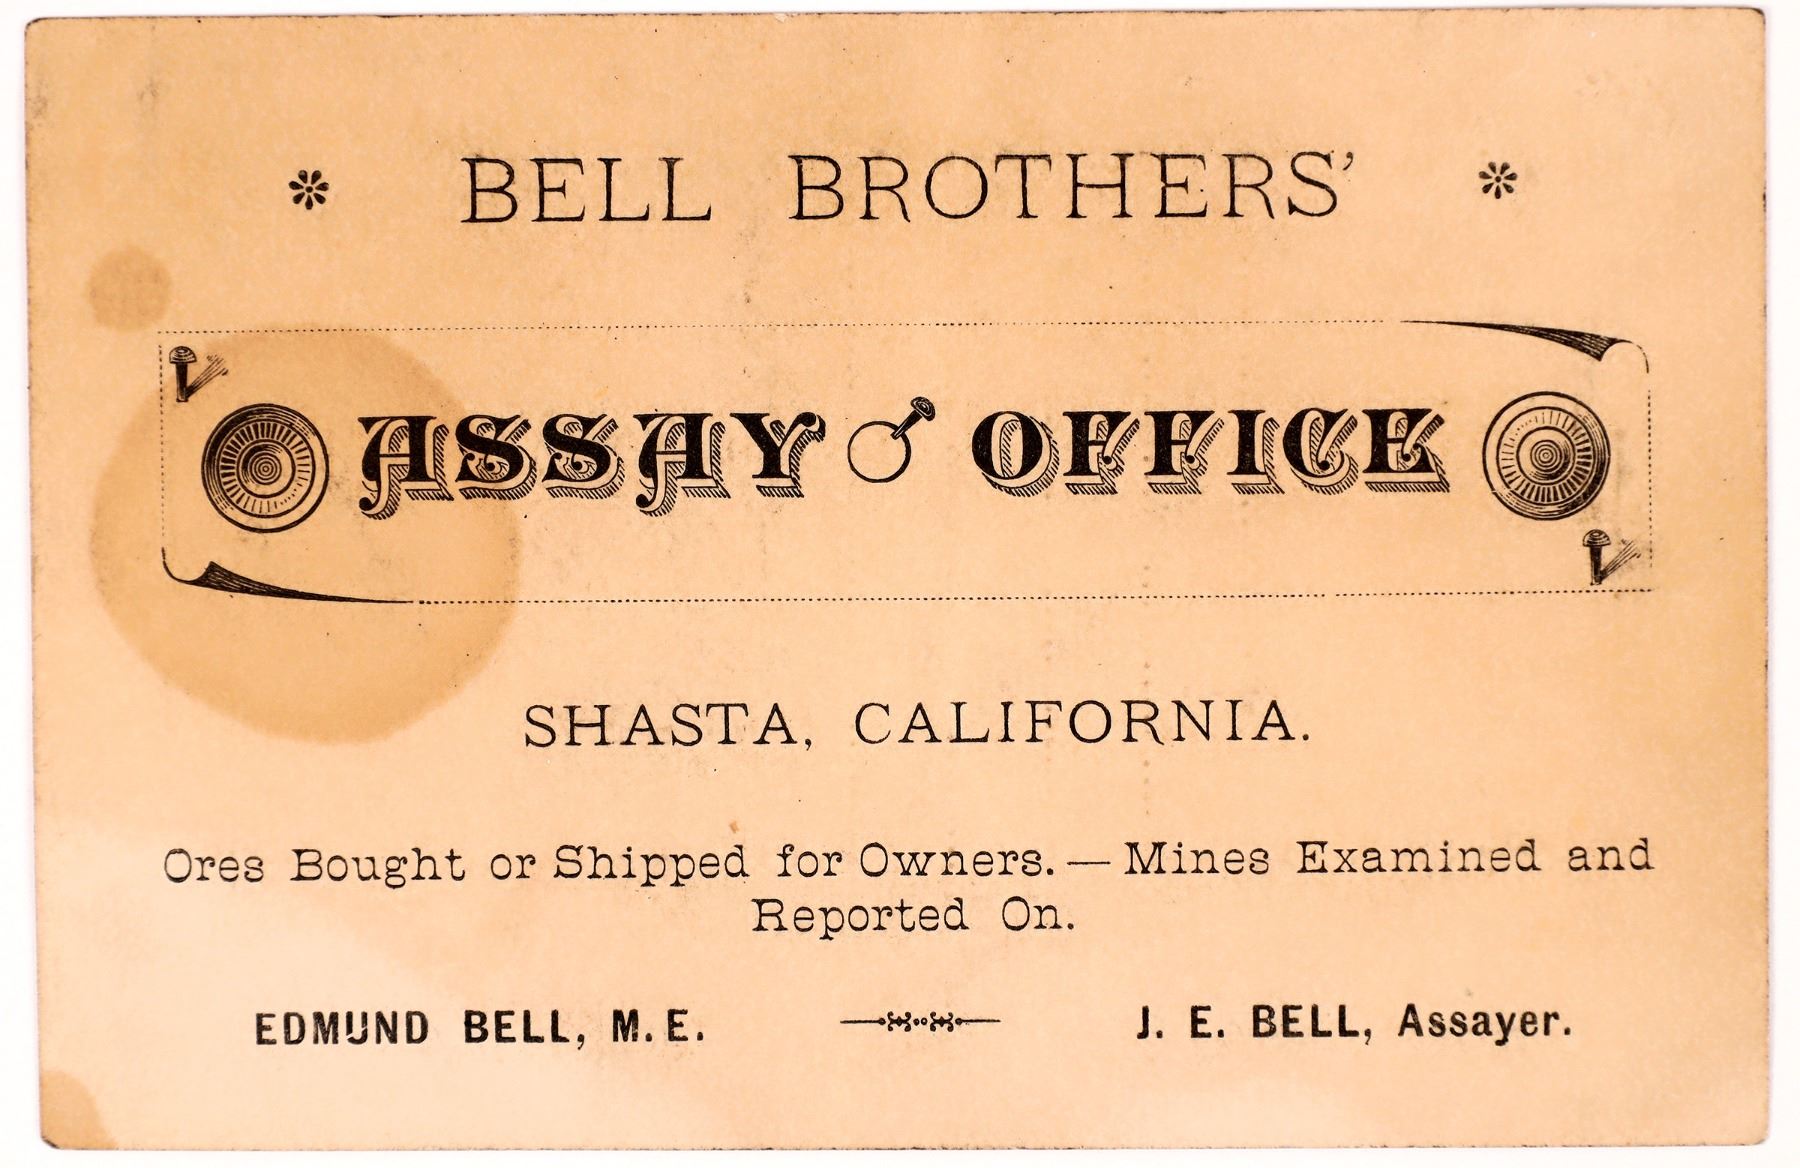 BELL BROTHERS'
ASSAY OFFICE
SHASTA, CALIFORNIA.
Ores Bought or Shipped for Owners. — Mines Examined and
Reported On.
EDMUND BELL, M. E. J. E. BELL, Assayer.